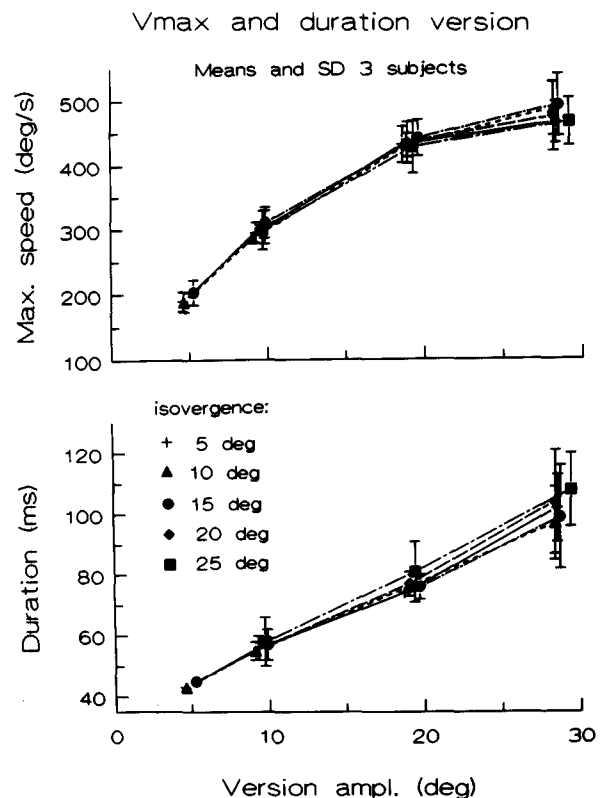 Vmax and duration version
Means and SD 3 subjects
500
400
300
200
100
Max. speed (deg/s)
isovergence:
5 deg
10 deg
15 deg
20 deg
25 deg
120
100
80
60
40
Duration (ms)
0 10 20 30
Version ampl. (deg)